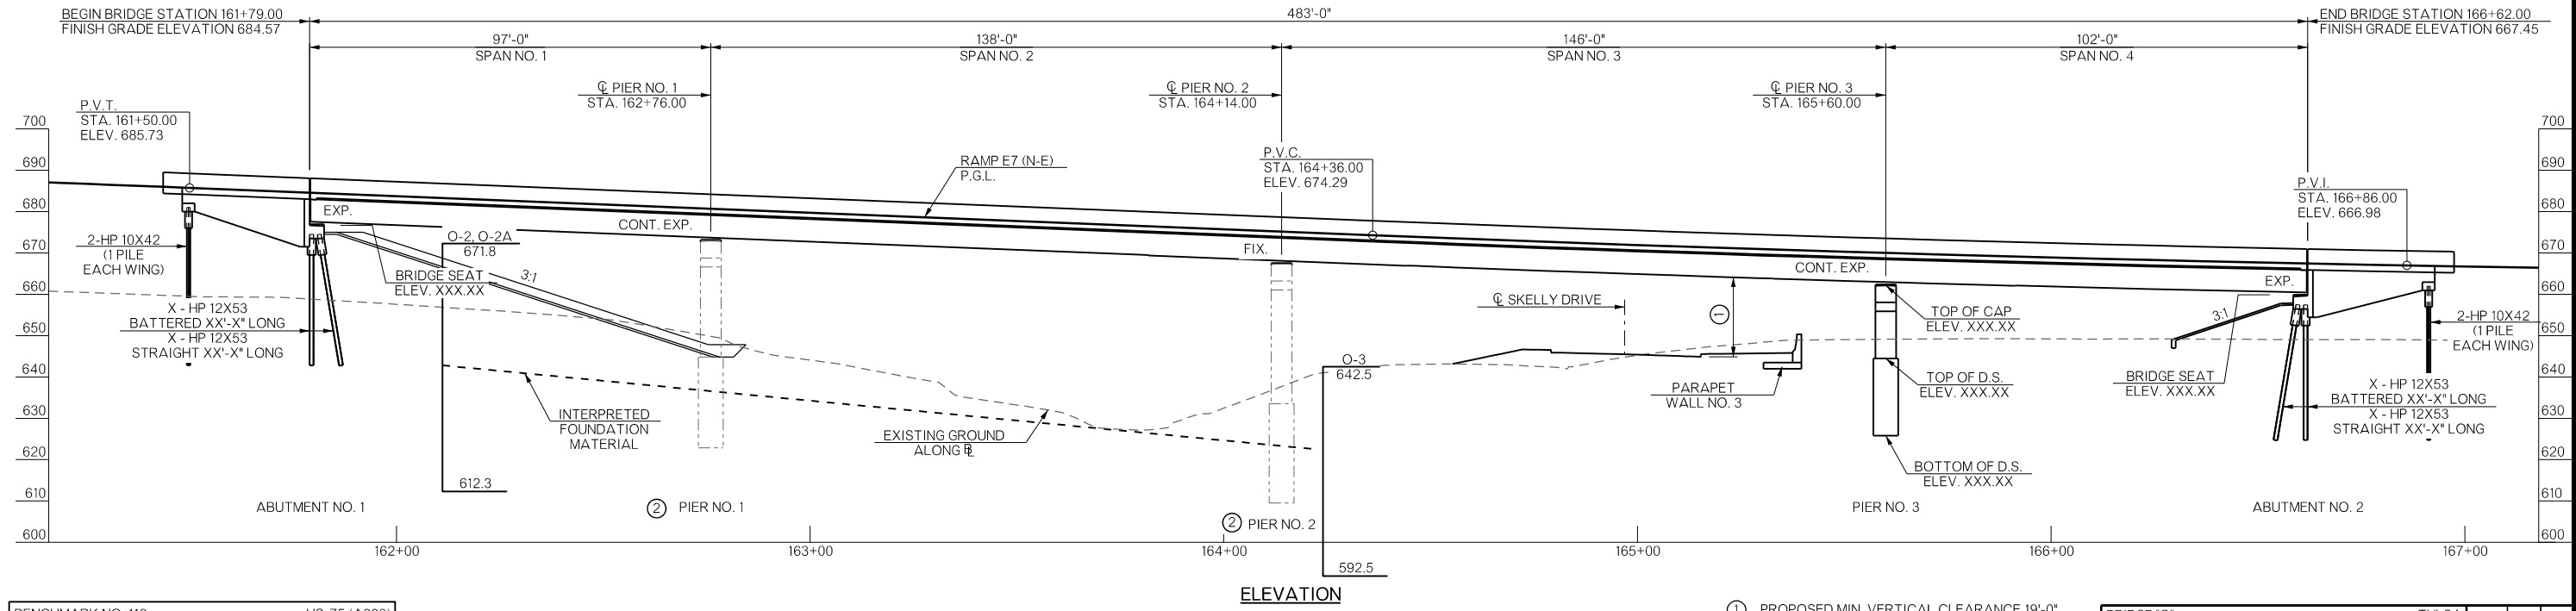 BEGIN BRIDGE STATION 161+79.00
FINISH GRADE ELEVATION 684.57
483'-0"
END BRIDGE STATION 166+62.00
FINISH GRADE ELEVATION 667.45
97'-0"
SPAN NO. 1
138'-0"
SPAN NO. 2
146'-0"
SPAN NO. 3
102'-0"
SPAN NO. 4
℄ PIER NO. 1
STA. 162+76.00
℄ PIER NO. 2
STA. 164+14.00
℄ PIER NO. 3
STA. 165+60.00
P.V.T.
STA. 161+50.00
ELEV. 685.73
RAMP E7 (N-E)
P.G.L.
P.V.C.
STA. 164+36.00
ELEV. 674.29
P.V.I.
STA. 166+86.00
ELEV. 666.98
700
690
680
670
660
650
640
630
620
610
600
700
690
680
670
660
650
640
630
620
610
600
EXP.
CONT. EXP.
FIX.
CONT. EXP.
EXP.
2-HP 10X42
(1 PILE
EACH WING)
O-2, O-2A
671.8
3:1
BRIDGE SEAT
ELEV. XXX.XX
X - HP 12X53
BATTERED XX'-X" LONG
X - HP 12X53
STRAIGHT XX'-X" LONG
℄ SKELLY DRIVE
1
TOP OF CAP
ELEV. XXX.XX
3:1
2-HP 10X42
(1 PILE
EACH WING)
O-3
642.5
PARAPET
WALL NO. 3
TOP OF D.S.
ELEV. XXX.XX
BRIDGE SEAT
ELEV. XXX.XX
X - HP 12X53
BATTERED XX'-X" LONG
X - HP 12X53
STRAIGHT XX'-X" LONG
INTERPRETED
FOUNDATION
MATERIAL
EXISTING GROUND
ALONG
BOTTOM OF D.S.
ELEV. XXX.XX
612.3
ABUTMENT NO. 1
2 PIER NO. 1
2 PIER NO. 2
PIER NO. 3
ABUTMENT NO. 2
162+00
163+00
164+00
165+00
166+00
167+00
592.5
ELEVATION
1 PROPOSED MIN. VERTICAL CLEARANCE 19'-0"